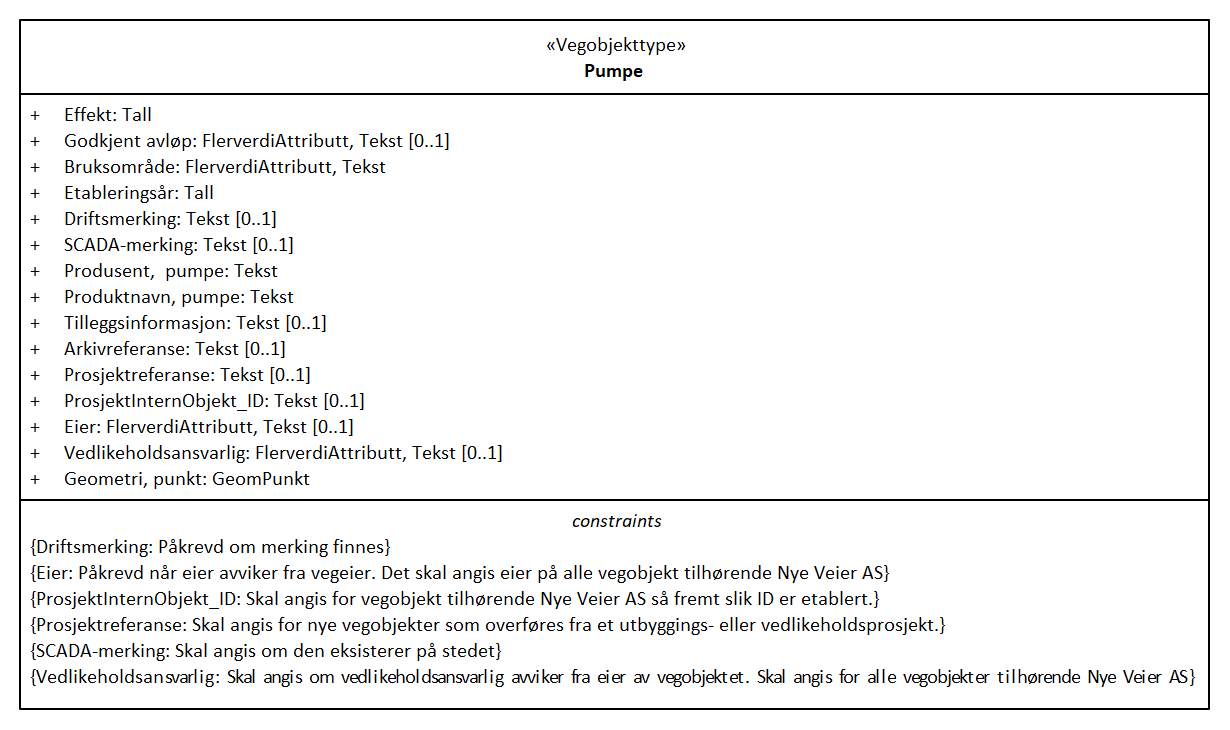 «Vegobjekttype»
Pumpe
+ Effekt: Tall
+ Godkjent avløp: FlerverdiAttributt, Tekst [0..1]
+ Bruksområde: FlerverdiAttributt, Tekst
+ Etableringsår: Tall
+ Driftsmerking: Tekst [0..1]
+ SCADA-merking: Tekst [0..1]
+ Produsent,  pumpe: Tekst
+ Produktnavn, pumpe: Tekst
+ Tilleggsinformasjon: Tekst [0..1]
+ Arkivreferanse: Tekst [0..1]
+ Prosjektreferanse: Tekst [0..1]
+ ProsjektInternObjekt_ID: Tekst [0..1]
+ Eier: FlerverdiAttributt, Tekst [0..1]
+ Vedlikeholdsansvarlig: FlerverdiAttributt, Tekst [0..1]
+ Geometri, punkt: GeomPunkt
constraints
{Driftsmerking: Påkrevd om merking finnes}
{Eier: Påkrevd når eier avviker fra vegeier. Det skal angis eier på alle vegobjekt tilhørende Nye Veier AS}
{ProsjektInternObjekt_ID: Skal angis for vegobjekt tilhørende Nye Veier AS så fremt slik ID er etablert.}
{Prosjektreferanse: Skal angis for nye vegobjekter som overføres fra et utbyggings- eller vedlikeholdsprosjekt.}
{SCADA-merking: Skal angis om den eksisterer på stedet}
{Vedlikeholdsansvarlig: Skal angis om vedlikeholdsansvarlig avviker fra eier av vegobjektet. Skal angis for alle vegobjekter tilhørende Nye Veier AS}